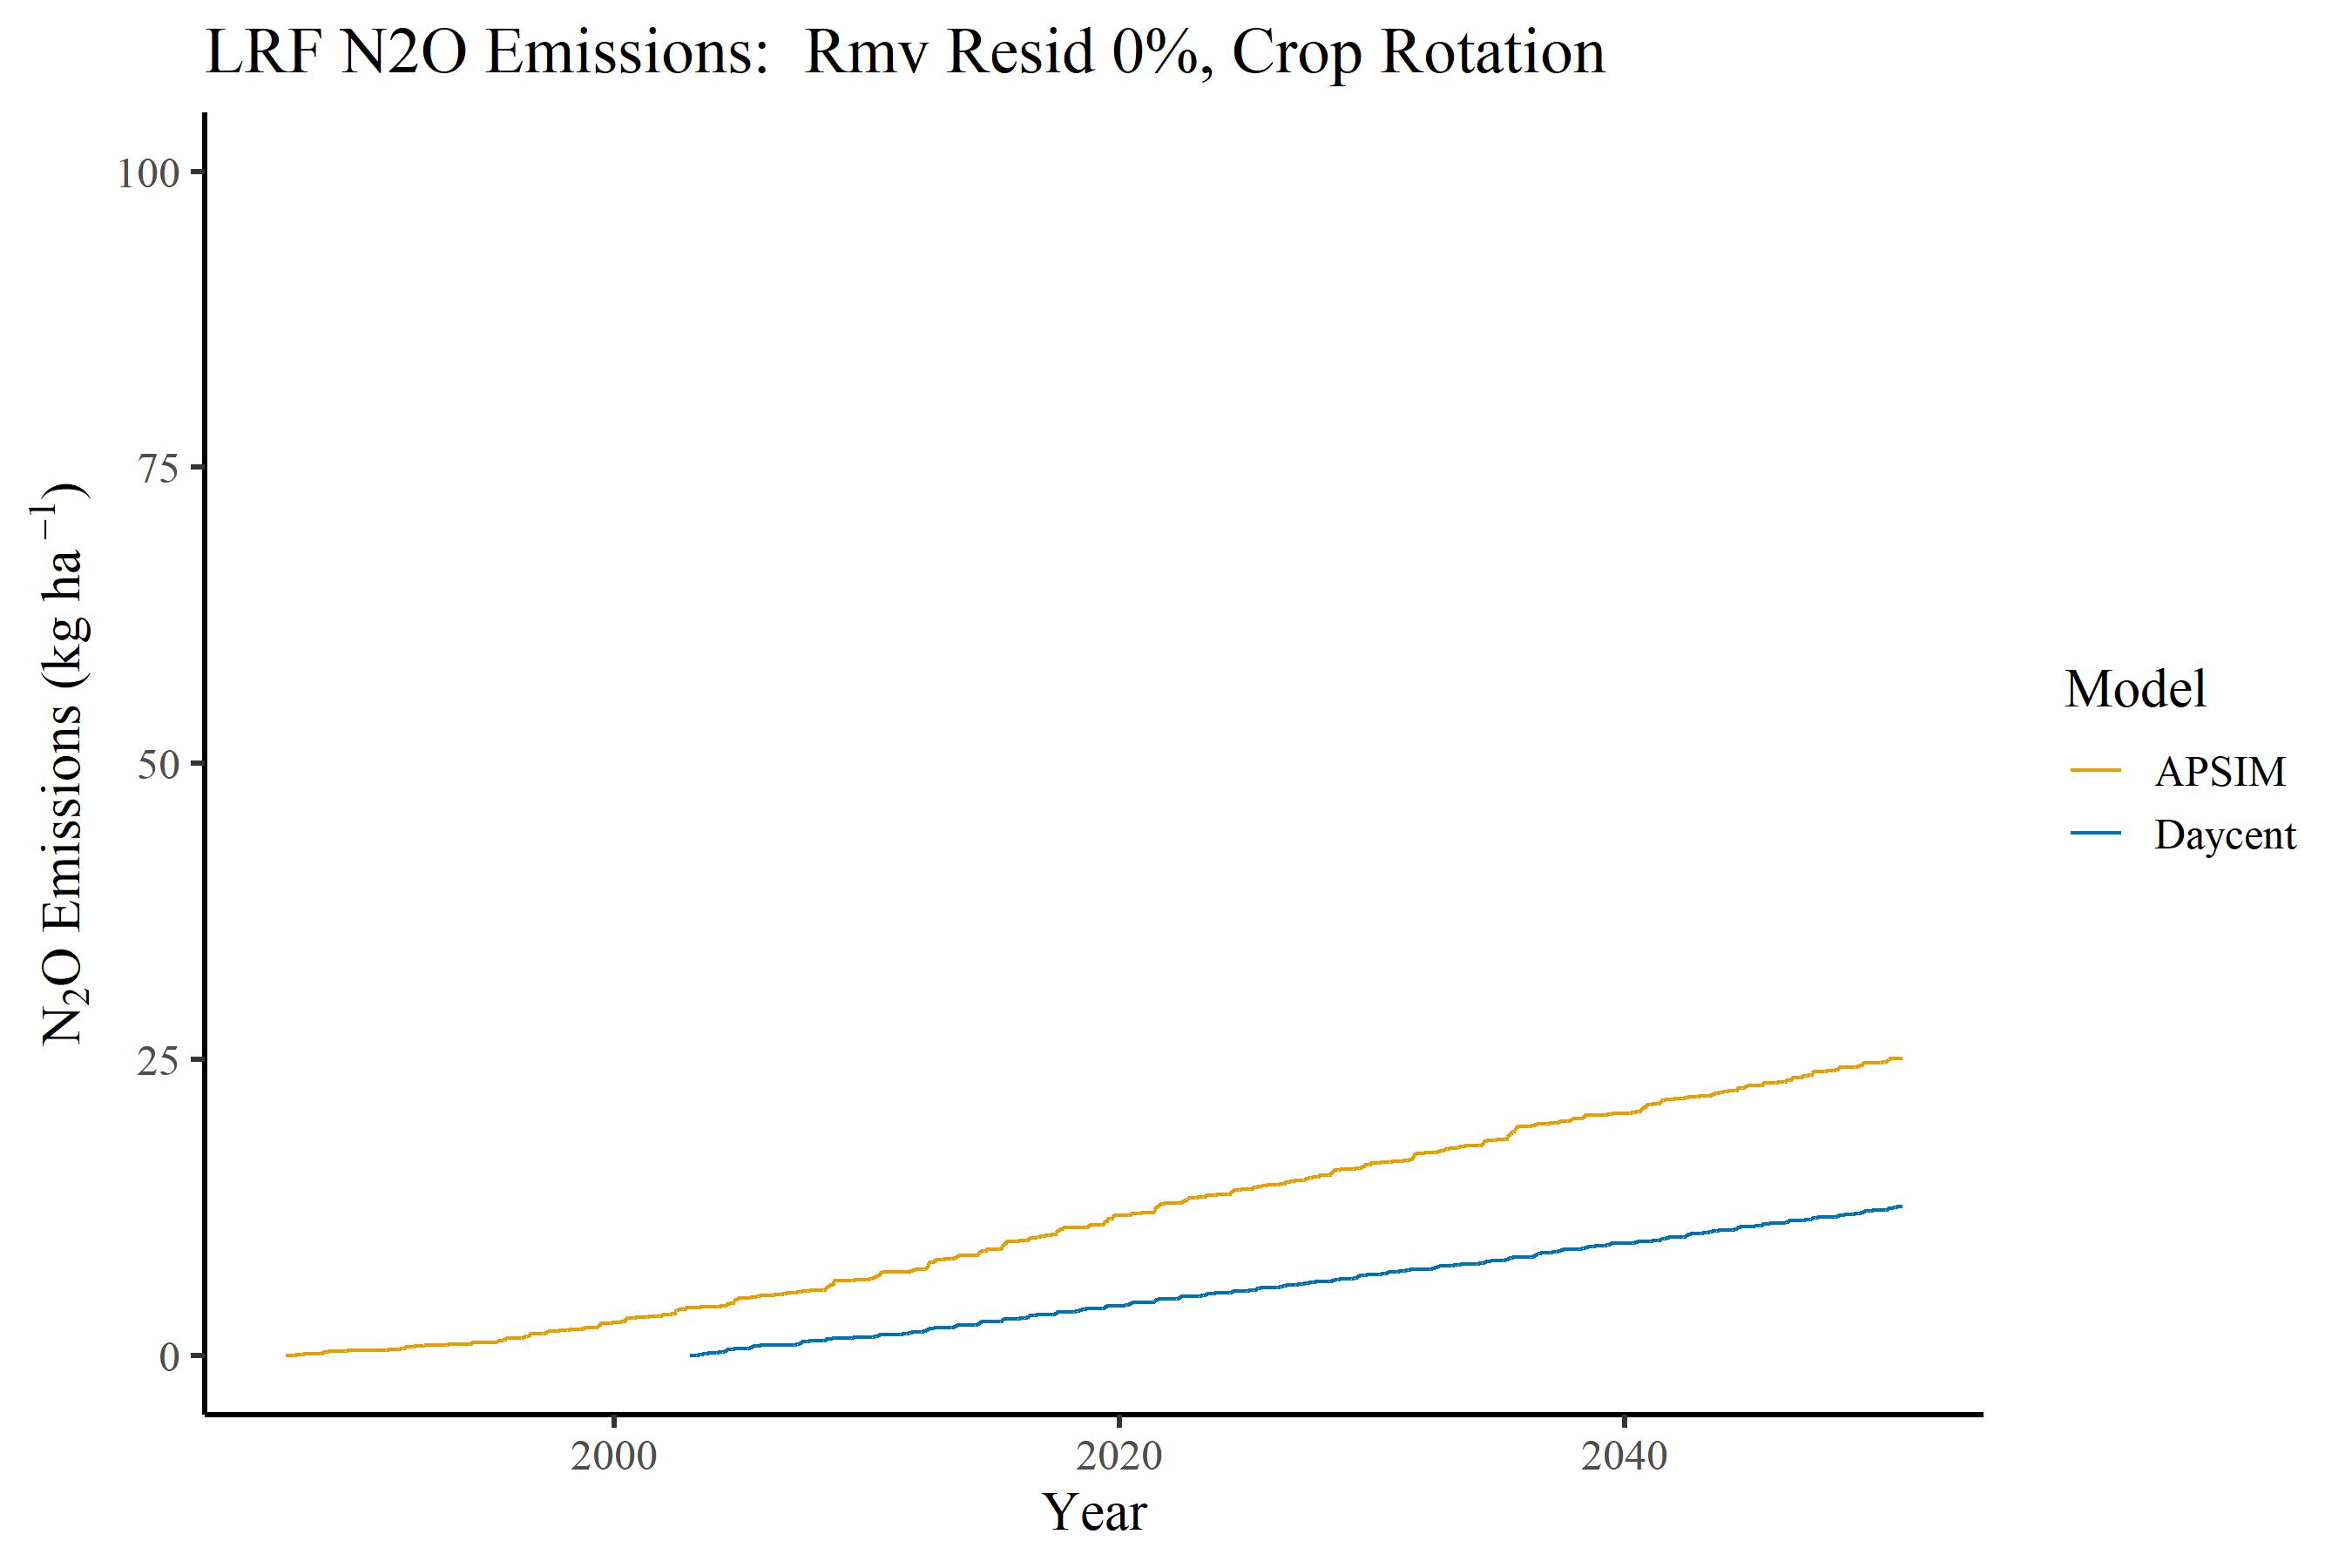 LRF N2O Emissions:  Rmv Resid 0%, Crop Rotation
100
75
50
25
0
N₂O Emissions (kg ha⁻¹)
2000
2020
2040
Year
Model
APSIM
Daycent